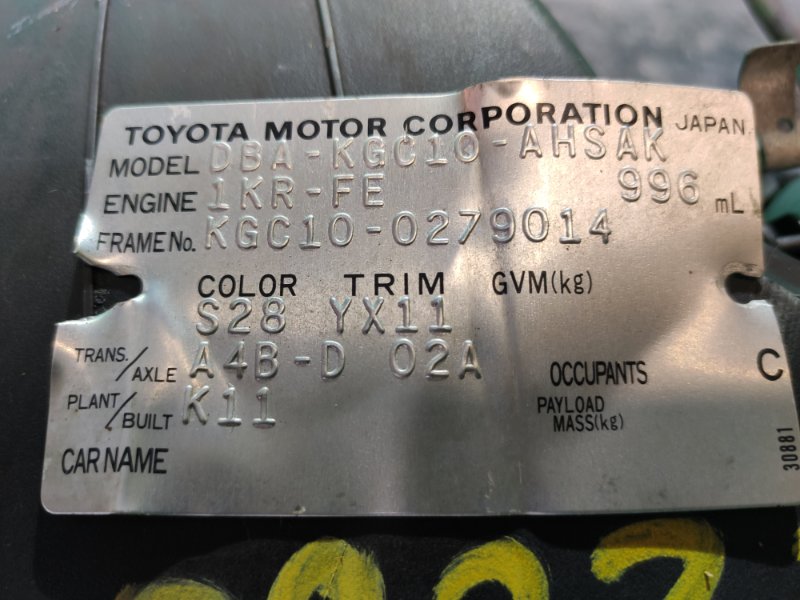 TOYOTA MOTOR CORPORATION JAPAN
MODEL DBA-KGC10-AHSAK
ENGINE 1KR-FE 996 mL
FRAME No. KGC10-0279014
COLOR TRIM GVM(kg)
S28 YX11
TRANS./AXLE A4B-D 02A OCCUPANTS C
PLANT/BUILT K11 PAYLOAD MASS(kg)
CAR NAME
30881